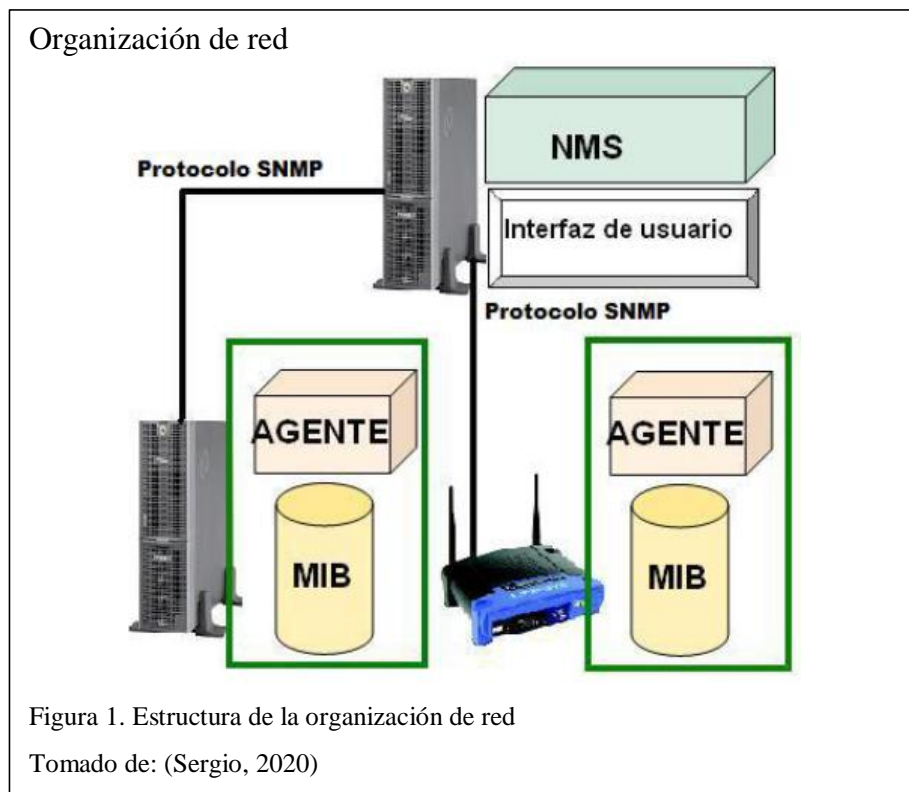 Organización de red
NMS
Protocolo SNMP
Interfaz de usuario
Protocolo SNMP
AGENTE
MIB
AGENTE
MIB
Figura 1. Estructura de la organización de red
Tomado de: (Sergio, 2020)